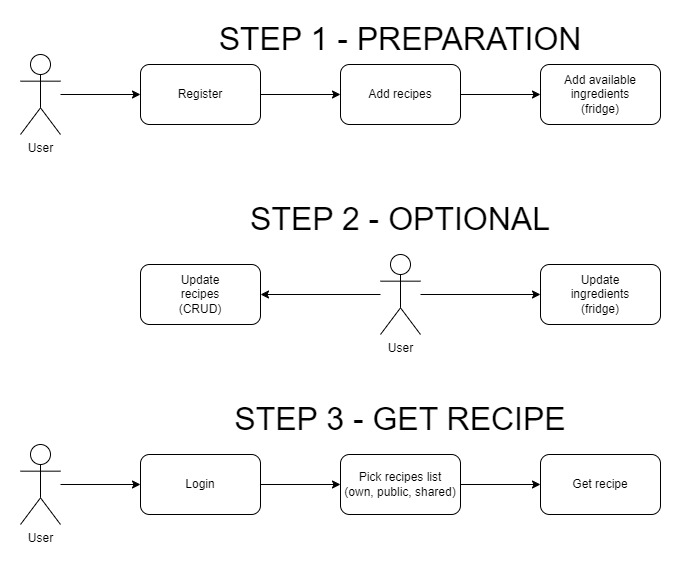 STEP 1 - PREPARATION
Register
Add recipes
Add available
ingredients
(fridge)
User
STEP 2 - OPTIONAL
Update
recipes
(CRUD)
Update
ingredients
(fridge)
User
STEP 3 - GET RECIPE
Login
Pick recipes list
(own, public, shared)
Get recipe
User